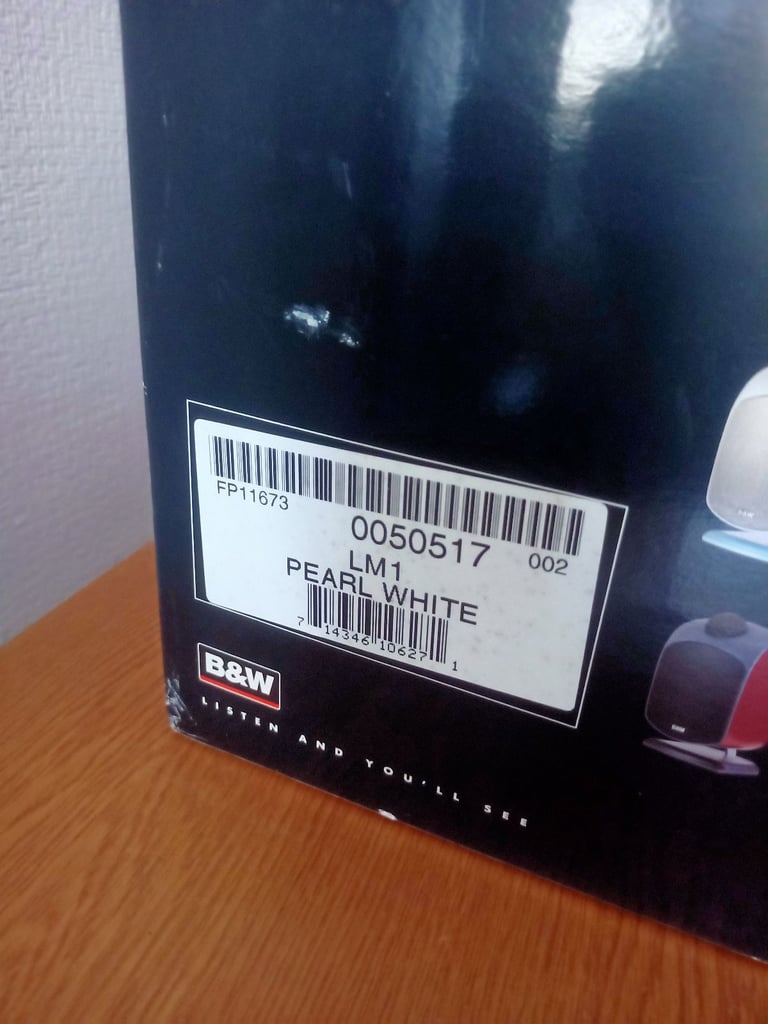 FP11673
0050517 002
LM1
PEARL WHITE
7 14346 10627 1
B&W
LISTEN AND YOU'LL SEE
B&W
B&W